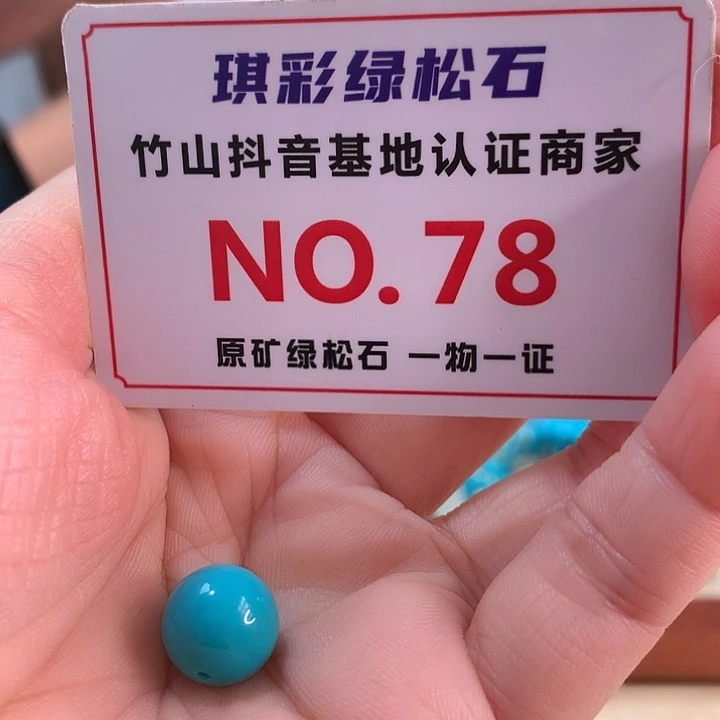 琪彩绿松石
竹山抖音基地认证商家
NO.78
原矿绿松石 一物一证